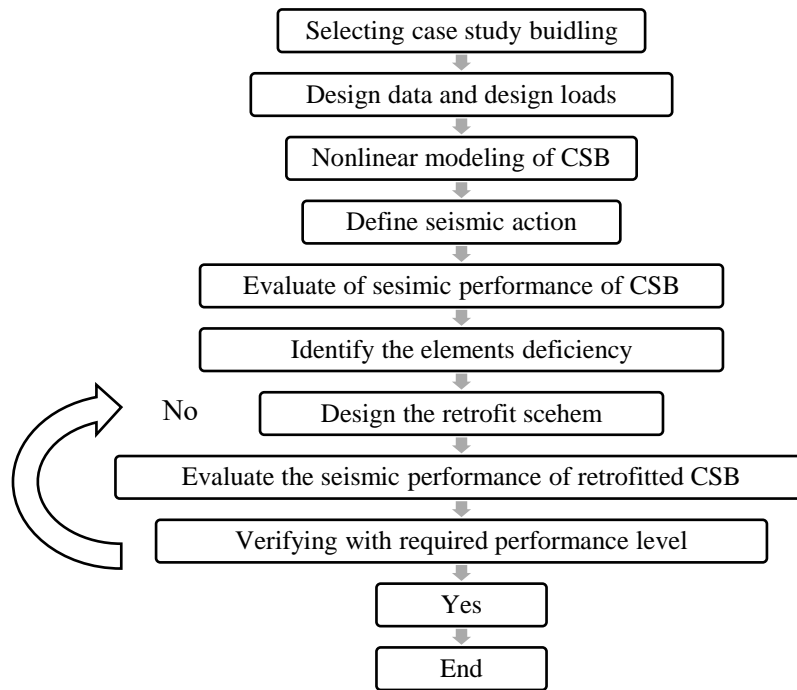 Selecting case study buidling
Design data and design loads
Nonlinear modeling of CSB
Define seismic action
Evaluate of sesimic performance of CSB
Identify the elements deficiency
No
Design the retrofit scehem
Evaluate the seismic performance of retrofitted CSB
Verifying with required performance level
Yes
End